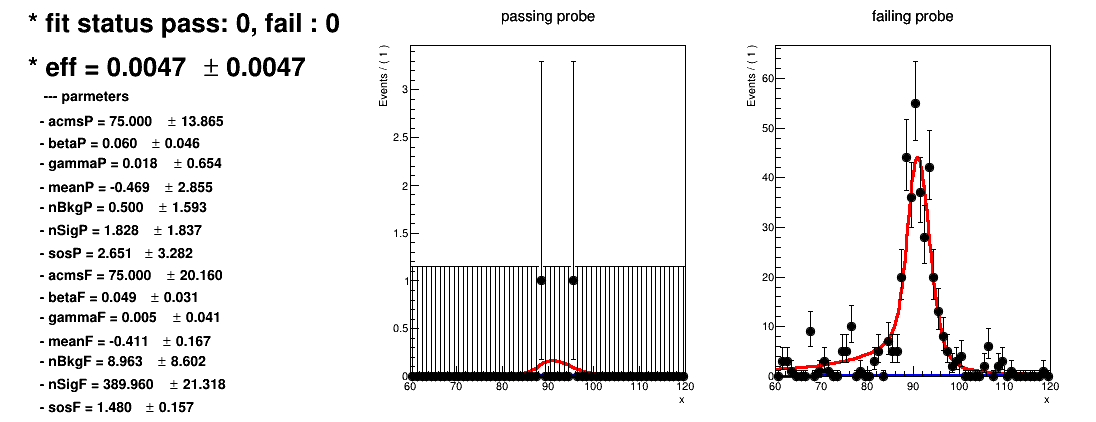 * fit status pass: 0, fail : 0
* eff = 0.0047 ± 0.0047
--- parmeters
- acmsP = 75.000 ± 13.865
- betaP = 0.060 ± 0.046
- gammaP = 0.018 ± 0.654
- meanP = -0.469 ± 2.855
- nBkgP = 0.500 ± 1.593
- nSigP = 1.828 ± 1.837
- sosP = 2.651 ± 3.282
- acmsF = 75.000 ± 20.160
- betaF = 0.049 ± 0.031
- gammaF = 0.005 ± 0.041
- meanF = -0.411 ± 0.167
- nBkgF = 8.963 ± 8.602
- nSigF = 389.960 ± 21.318
- sosF = 1.480 ± 0.157
passing probe
Events / ( 1 )
3
2.5
2
1.5
1
0.5
0
60 70 80 90 100 110 120
x
failing probe
Events / ( 1 )
60
50
40
30
20
10
0
60 70 80 90 100 110 120
x